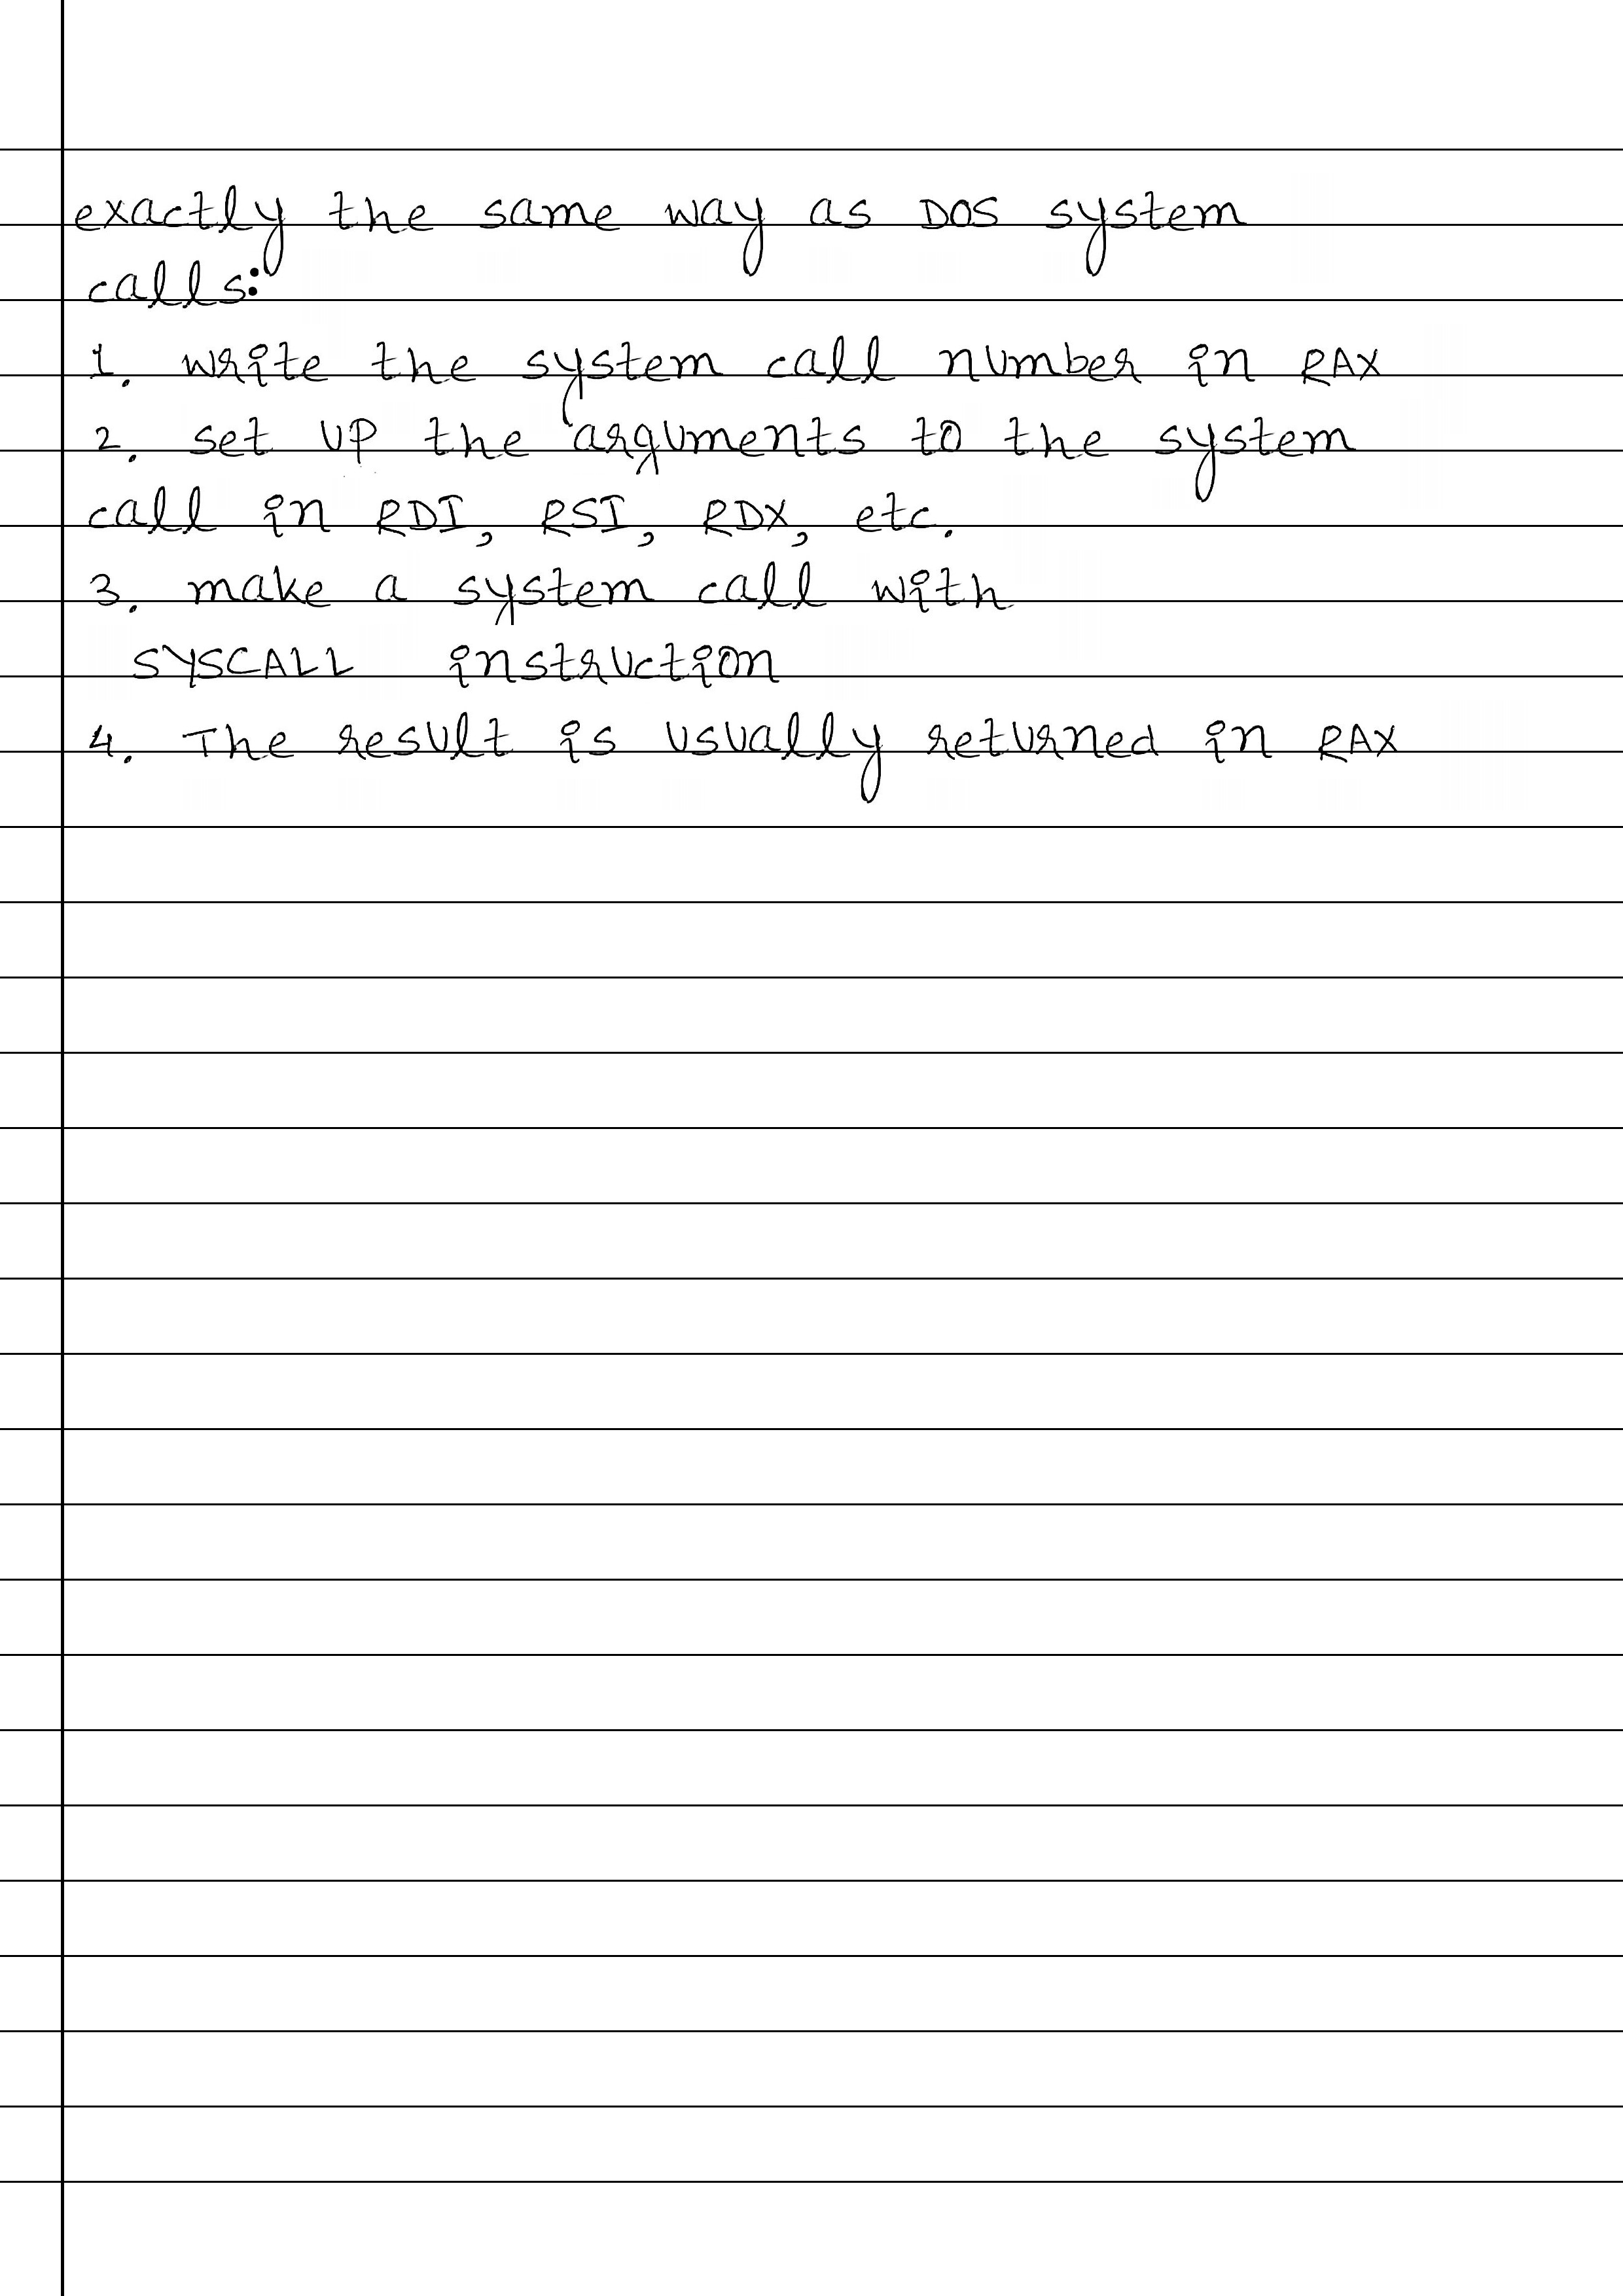 exactly the same way as DOS system
calls:
1. write the system call number in RAX
2. set up the arguments to the system
call in RDI, RSI, RDX, etc.
3. make a system call with
SYSCALL instruction
4. The result is usually returned in RAX